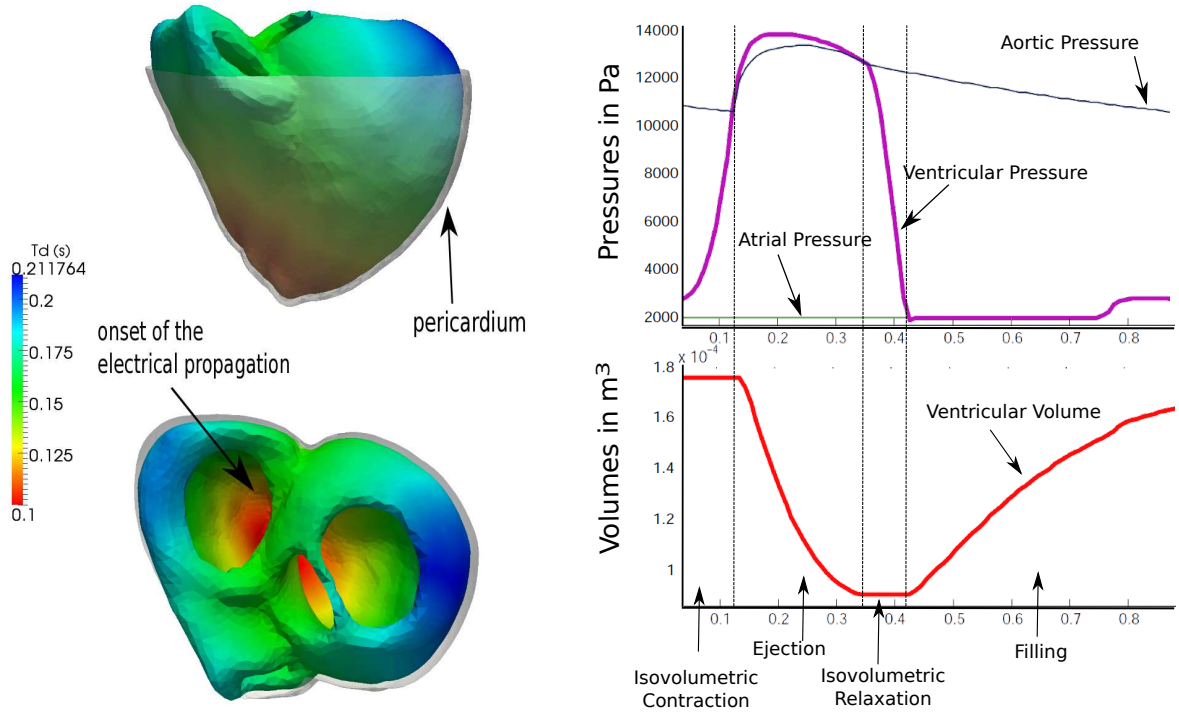 Td (s)
0.211764
0.2
0.175
0.15
0.125
0.1
pericardium
onset of the
electrical propagation
Pressures in Pa
14000
12000
10000
8000
6000
4000
2000
Aortic Pressure
Ventricular Pressure
Atrial Pressure
0.1 0.2 0.3 0.4 0.5 0.6 0.7 0.8
Volumes in m³
x 10⁻⁴
1.8
1.6
1.4
1.2
1
Ventricular Volume
0.1 0.2 0.3 0.4 0.5 0.6 0.7 0.8
Isovolumetric
Contraction
Ejection
Isovolumetric
Relaxation
Filling